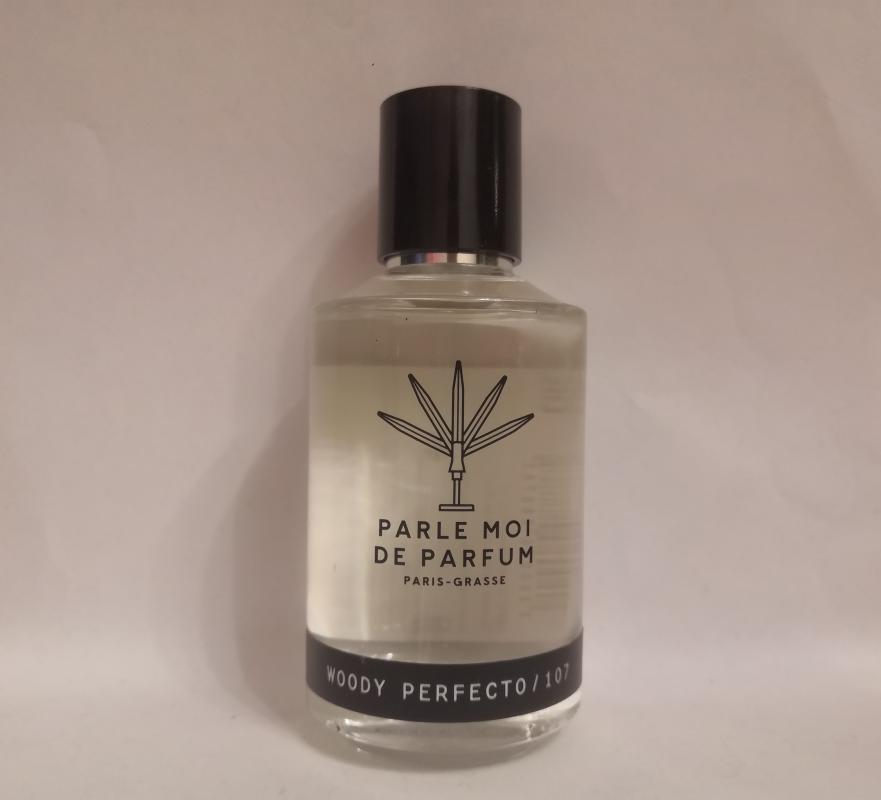 PARLE MOI
DE PARFUM
PARIS-GRASSE
WOODY PERFECTO/107